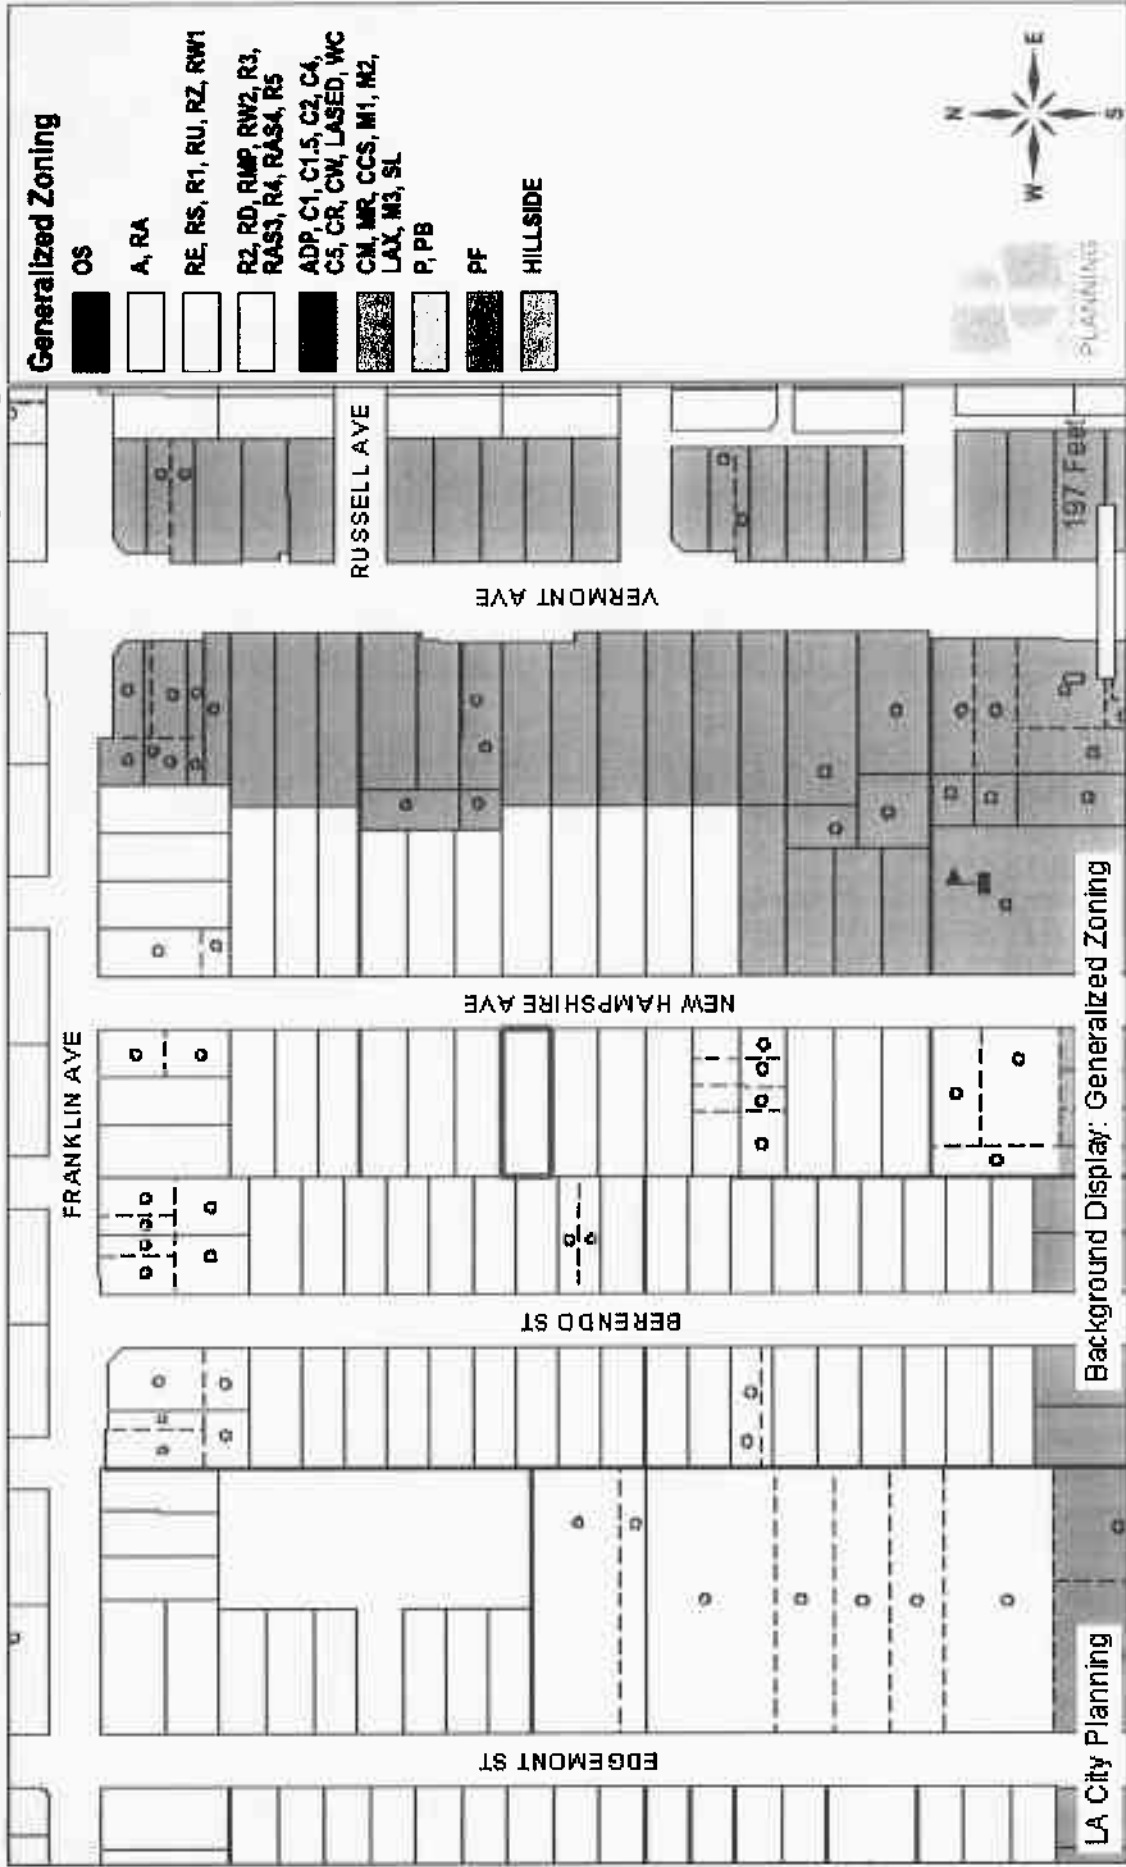 Generalized Zoning
OS
A, RA
RE, RS, R1, RU, RZ, RW1
R2, RD, RMP, RW2, R3,
RAS3, R4, RAS4, R5
ADP, C1, C1.5, C2, C4,
C5, CR, CW, LASED, WC
CM, MR, CCS, M1, M2,
LAX, M3, SL
P, PB
PF
HILLSIDE
N
W
E
S
PLANNING
FRANKLIN AVE
RUSSELL AVE
VERMONT AVE
NEW HAMPSHIRE AVE
BERENDO ST
EDGEMONT ST
197 Feet
LA City Planning
Background Display: Generalized Zoning